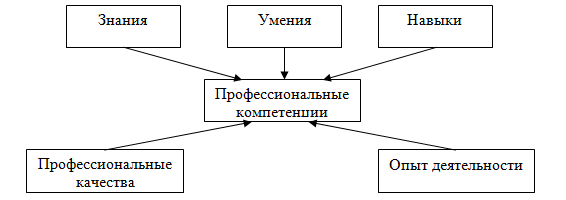 Знания
Умения
Навыки
Профессиональные
компетенции
Профессиональные
качества
Опыт деятельности